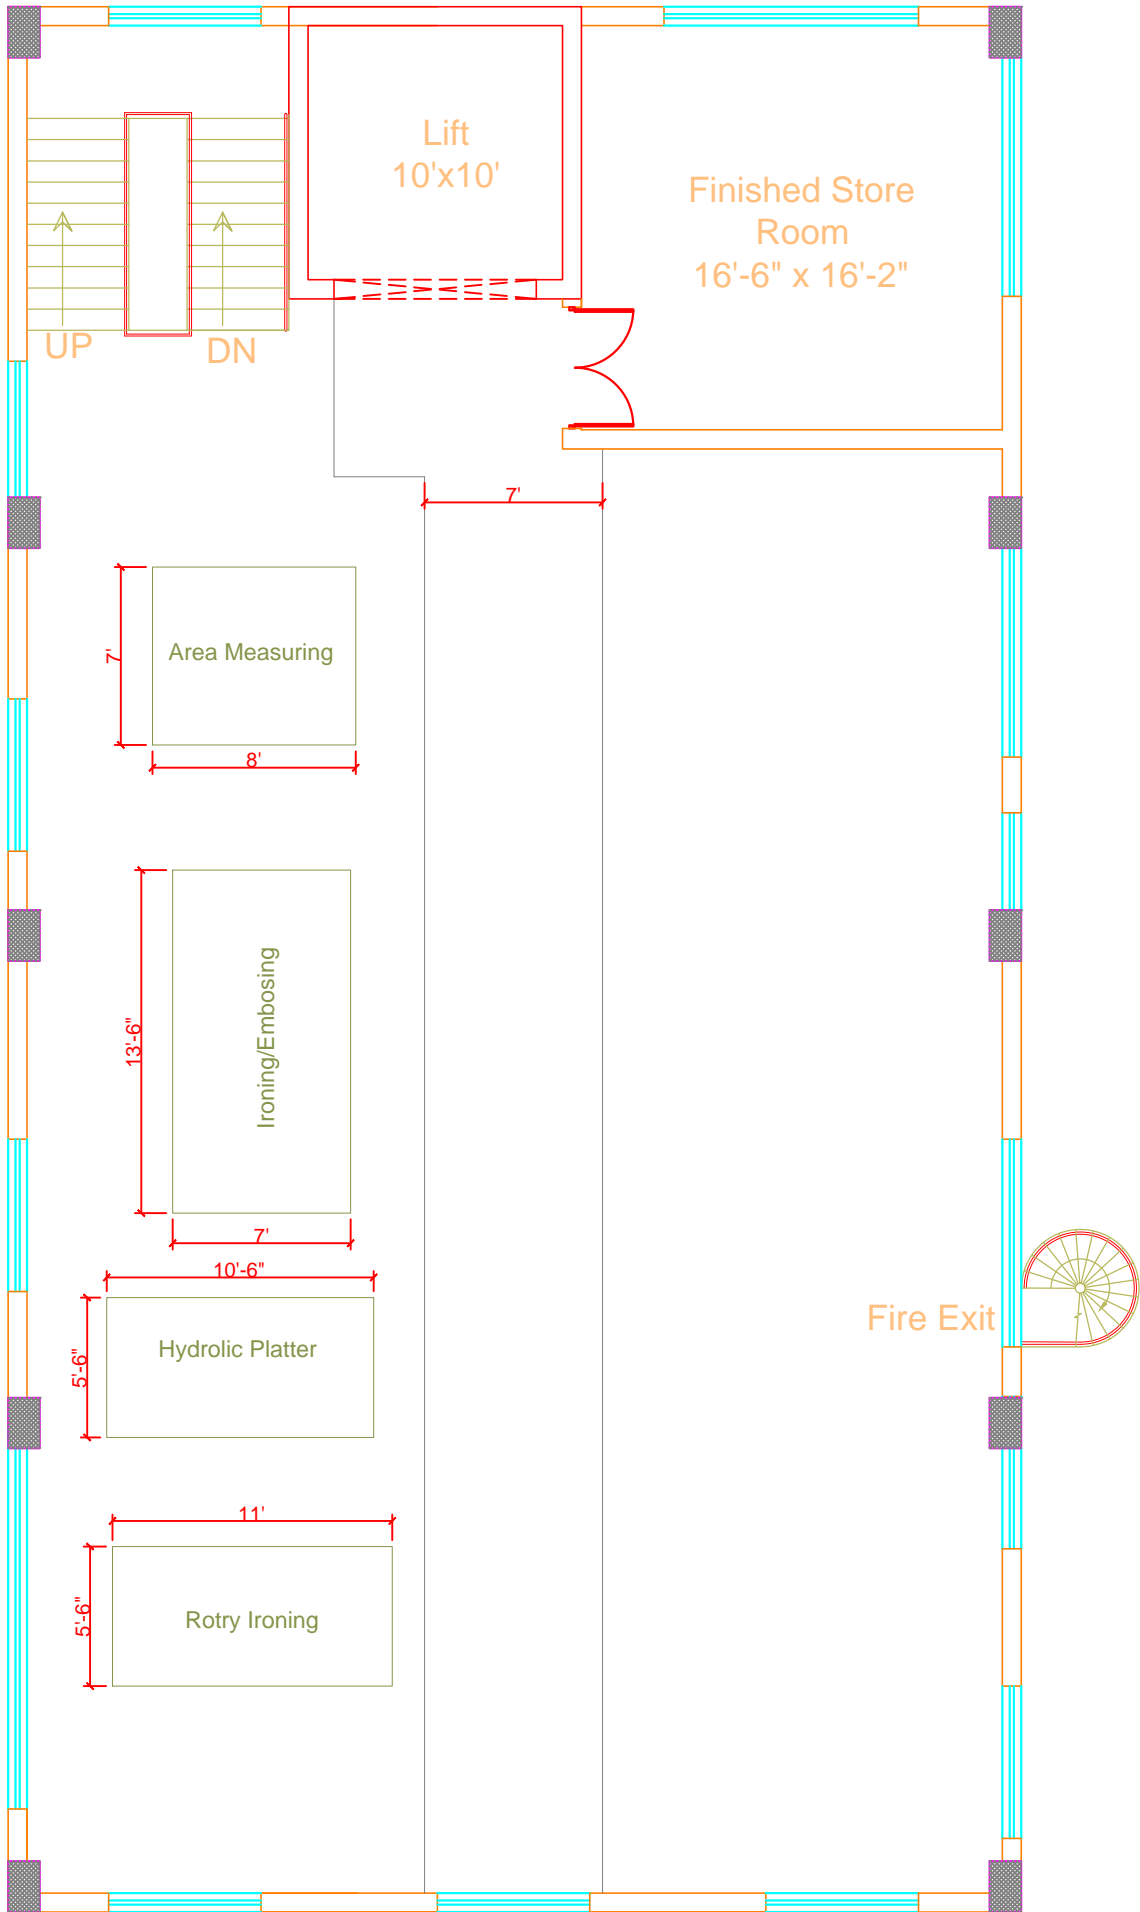 Lift
10'x10'
Finished Store
Room
16'-6" x 16'-2"
UP
DN
7'
7'
Area Measuring
8'
13'-6"
Ironing/Embosing
7'
10'-6"
5'-6"
Hydrolic Platter
Fire Exit
11'
5'-6"
Rotry Ironing